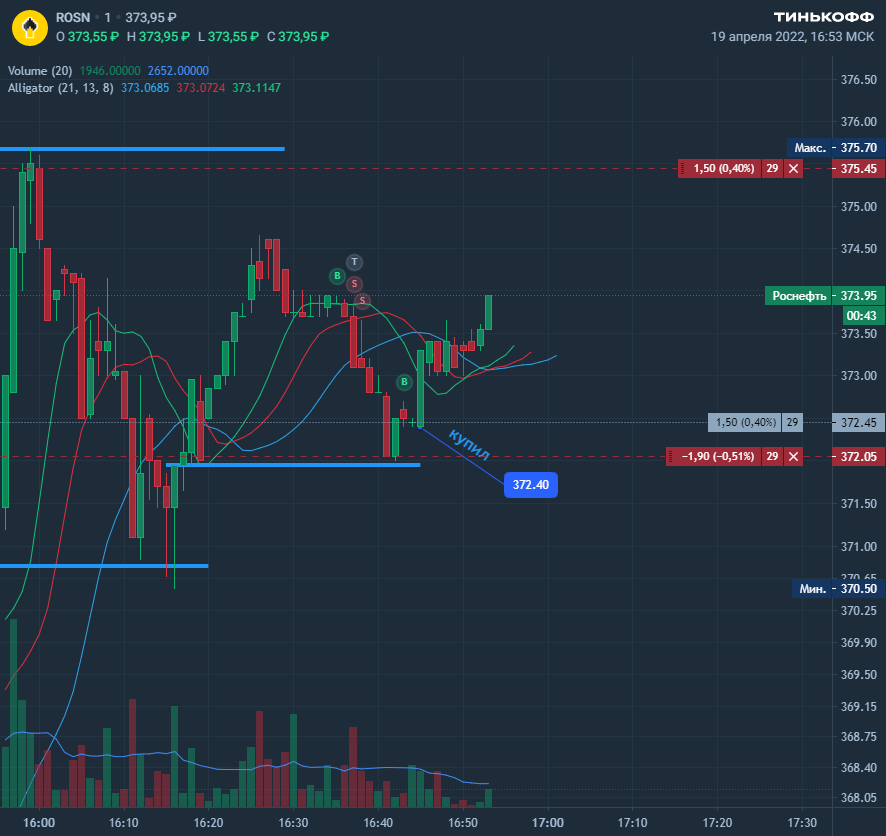 ROSN · 1 · 373,95 ₽
О 373,55 ₽ Н 373,95 ₽ L 373,55 ₽ С 373,95 ₽
ТИНЬКОФФ
19 апреля 2022, 16:53 МСК
Volume (20) 1946.00000 2652.00000
Alligator (21, 13, 8) 373.0685 373.0724 373.1147
376.50
376.00
Макс. 375.70
1,50 (0,40%) 29 × 375.45
375.00
374.50
T
B
S
S
Роснефть 373.95
00:43
373.50
373.00
B
1,50 (0,40%) 29 372.45
купил
−1,90 (−0,51%) 29 × 372.05
372.40
371.50
371.00
370.65
Мин. 370.50
370.25
369.90
369.50
369.15
368.75
368.40
368.05
16:00 16:10 16:20 16:30 16:40 16:50 17:00 17:10 17:20 17:30